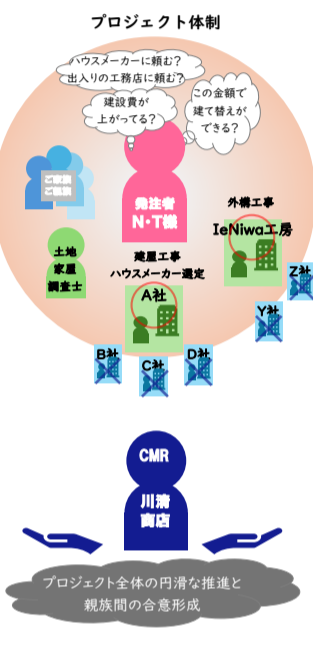 プロジェクト体制
ハウスメーカーに頼む？
出入りの工務店に頼む？
建設費が
上がってる？
この金額で
建て替えが
できる？
ご家族
ご親族
発注者
N・T様
外構工事
IeNiwa工房
土地
家屋
調査士
建屋工事
ハウスメーカー選定
A社
Z社
Y社
B社
C社
D社
CMR
川清
商店
プロジェクト全体の円滑な推進と
親族間の合意形成